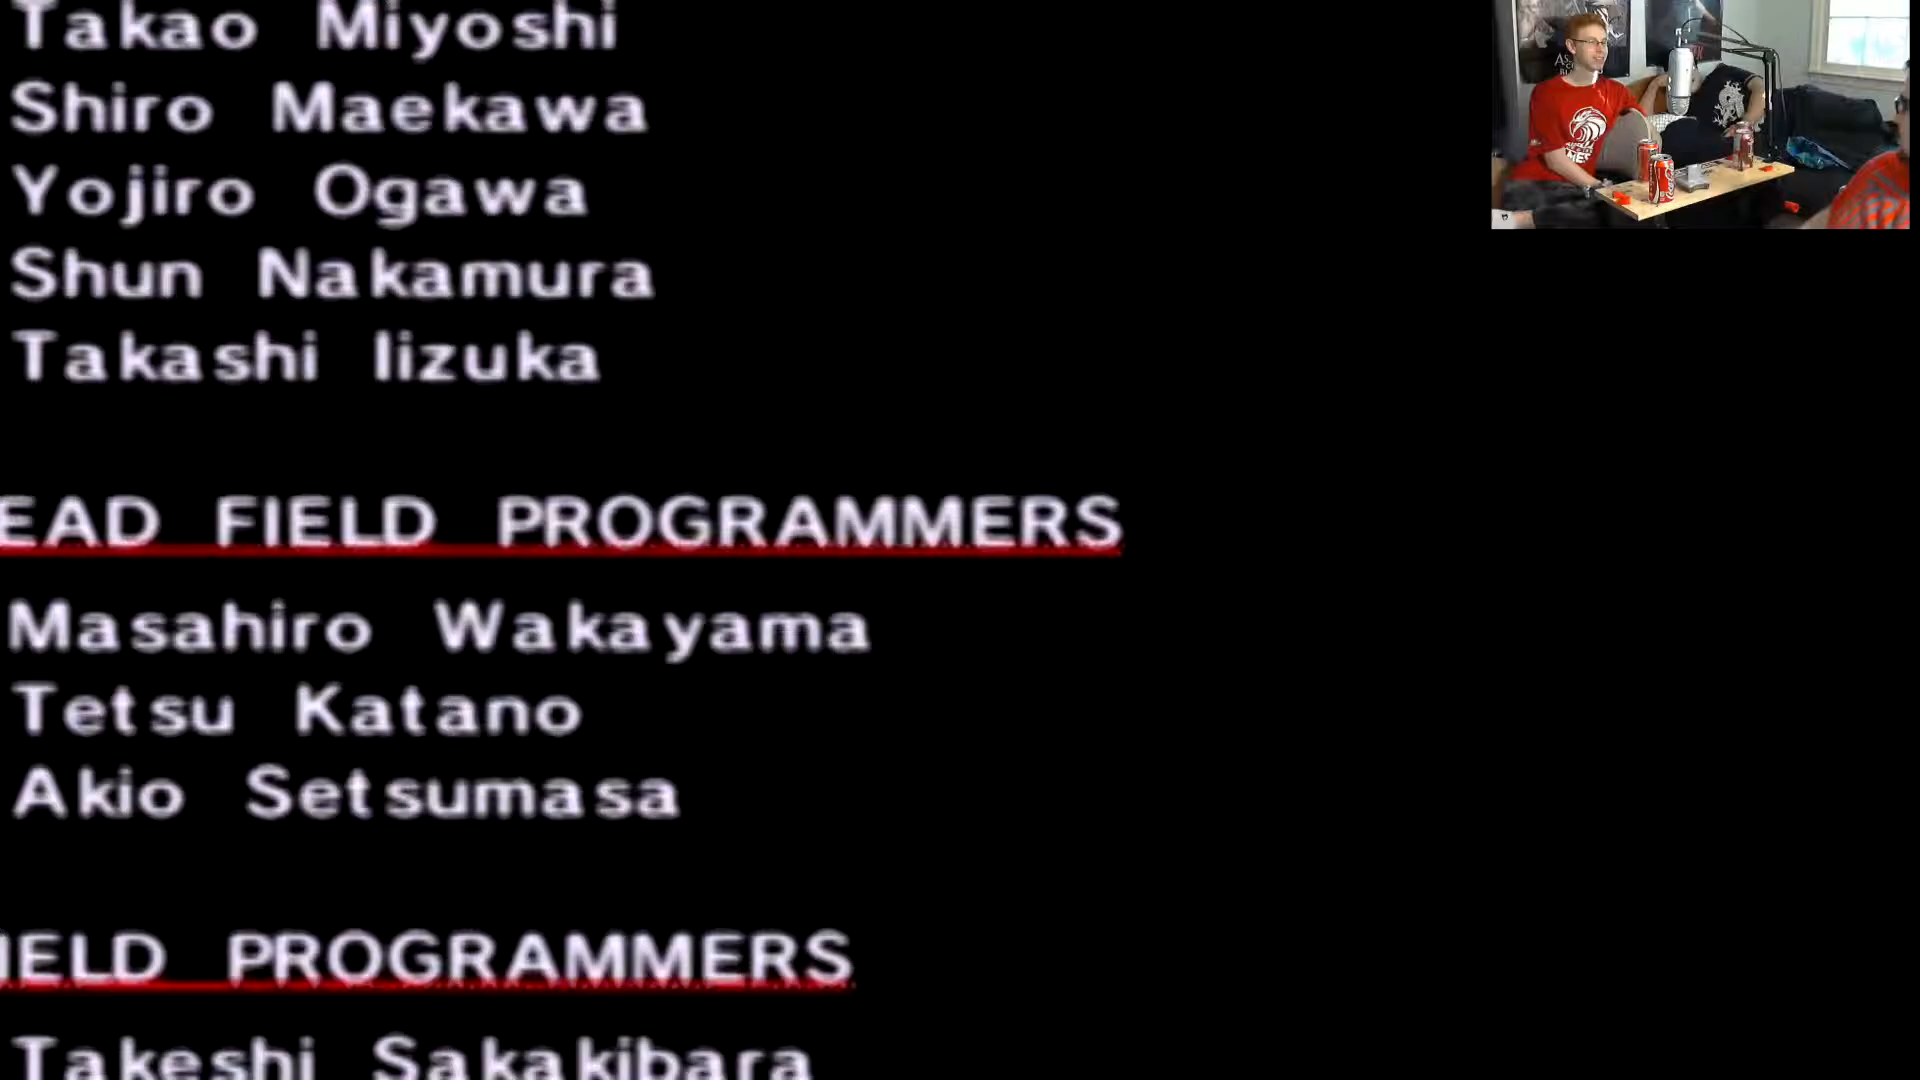 Takao Miyoshi
Shiro Maekawa
Yojiro Ogawa
Shun Nakamura
Takashi Iizuka
EAD FIELD PROGRAMMERS
Masahiro Wakayama
Tetsu Katano
Akio Setsumasa
IELD PROGRAMMERS
Takeshi Sakakibara